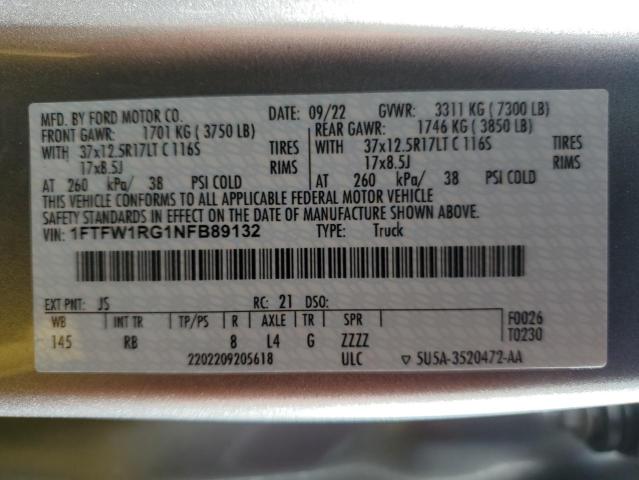 MFD. BY FORD MOTOR CO. DATE: 09/22 GVWR: 3311 KG ( 7300 LB)
FRONT GAWR: 1701 KG ( 3750 LB) REAR GAWR: 1746 KG ( 3850 LB)
WITH 37x12.5R17LT C 116S TIRES WITH 37x12.5R17LT C 116S TIRES
17x8.5J RIMS 17x8.5J RIMS
AT 260 kPa/ 38 PSI COLD AT 260 kPa/ 38 PSI COLD
THIS VEHICLE CONFORMS TO ALL APPLICABLE FEDERAL MOTOR VEHICLE
SAFETY STANDARDS IN EFFECT ON THE DATE OF MANUFACTURE SHOWN ABOVE.
VIN: 1FTFW1RG1NFB89132 TYPE: Truck
EXT PNT: JS RC: 21 DSO:
WB INT TR TP/PS R AXLE TR SPR F0026
145 RB 8 L4 G ZZZZ T0230
2202209205618 ULC ▽ SU5A-3520472-AA